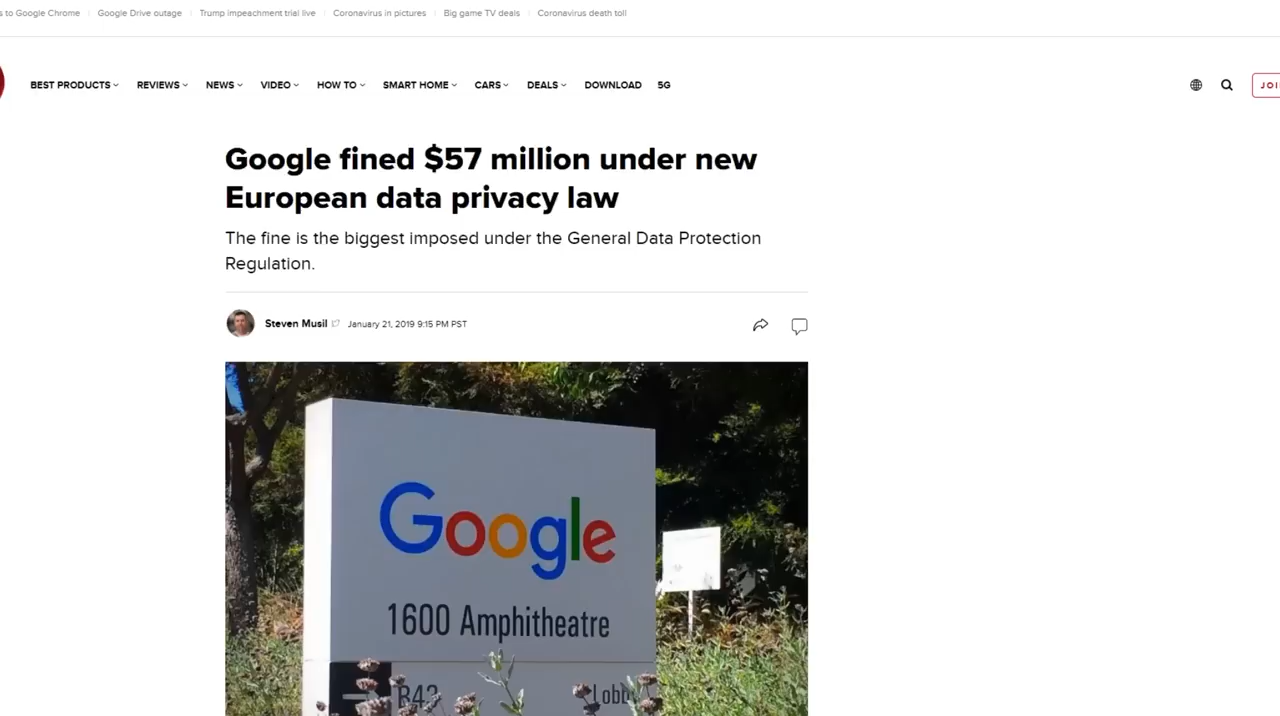 s to Google Chrome Google Drive outage Trump impeachment trial live Coronavirus in pictures Big game TV deals Coronavirus death toll
BEST PRODUCTS REVIEWS NEWS VIDEO HOW TO SMART HOME CARS DEALS DOWNLOAD 5G JOI
Google fined $57 million under new
European data privacy law
The fine is the biggest imposed under the General Data Protection
Regulation.
Steven Musil January 21, 2019 9:15 PM PST
Google
1600 Amphitheatre
B43 Lobby